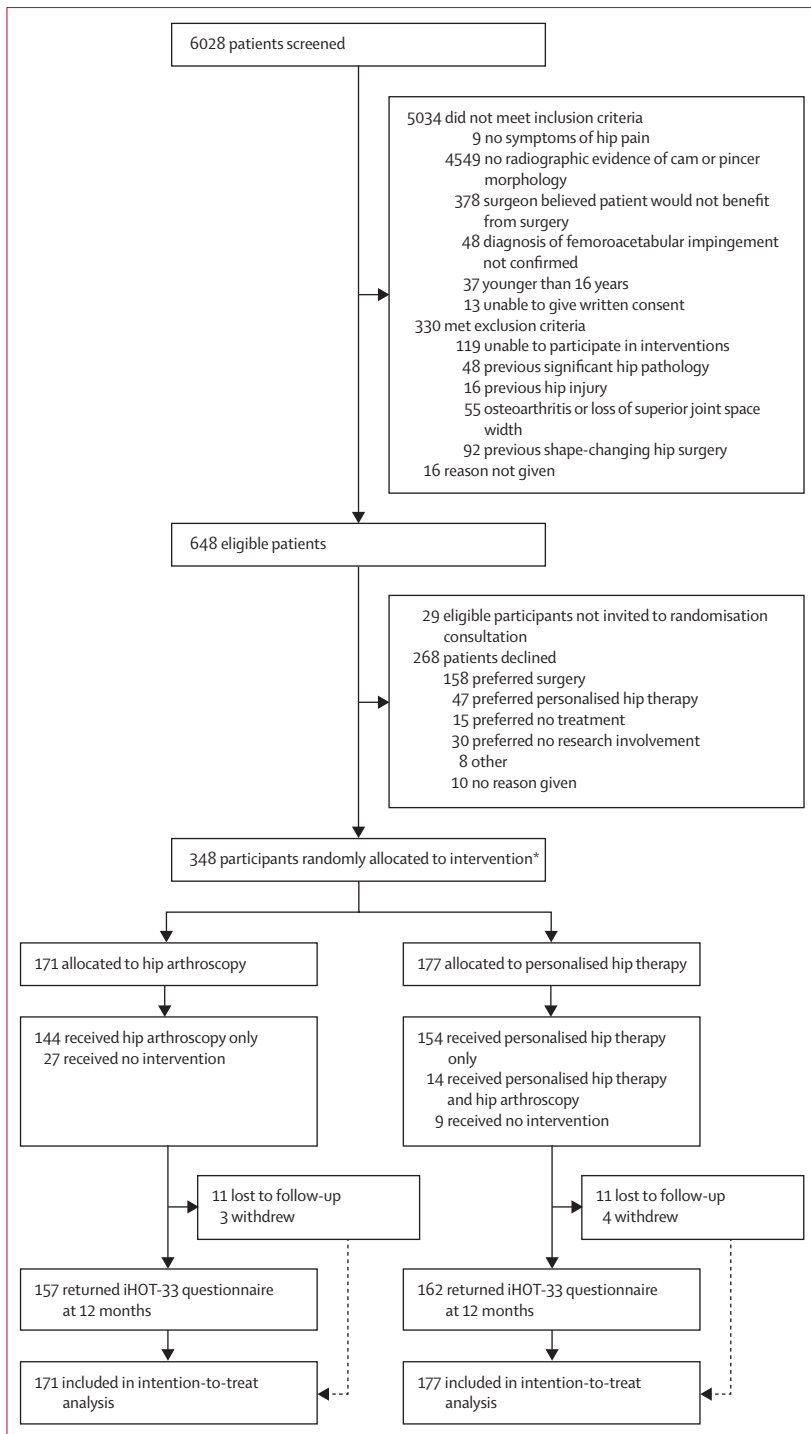 6028 patients screened
5034 did not meet inclusion criteria
9 no symptoms of hip pain
4549 no radiographic evidence of cam or pincer
morphology
378 surgeon believed patient would not benefit
from surgery
48 diagnosis of femoroacetabular impingement
not confirmed
37 younger than 16 years
13 unable to give written consent
330 met exclusion criteria
119 unable to participate in interventions
48 previous significant hip pathology
16 previous hip injury
55 osteoarthritis or loss of superior joint space
width
92 previous shape-changing hip surgery
16 reason not given
648 eligible patients
29 eligible participants not invited to randomisation
consultation
268 patients declined
158 preferred surgery
47 preferred personalised hip therapy
15 preferred no treatment
30 preferred no research involvement
8 other
10 no reason given
348 participants randomly allocated to intervention*
171 allocated to hip arthroscopy
177 allocated to personalised hip therapy
144 received hip arthroscopy only
27 received no intervention
154 received personalised hip therapy
only
14 received personalised hip therapy
and hip arthroscopy
9 received no intervention
11 lost to follow-up
3 withdrew
11 lost to follow-up
4 withdrew
157 returned iHOT-33 questionnaire
at 12 months
162 returned iHOT-33 questionnaire
at 12 months
171 included in intention-to-treat
analysis
177 included in intention-to-treat
analysis